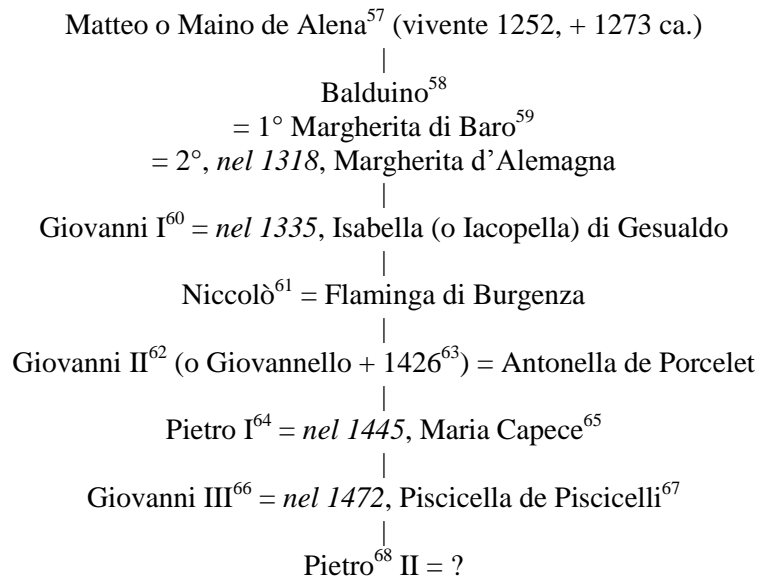 Matteo o Maino de Alena⁵⁷ (vivente 1252, + 1273 ca.)
|
Balduino⁵⁸
= 1° Margherita di Baro⁵⁹
= 2°, nel 1318, Margherita d’Alemagna
|
Giovanni I⁶⁰ = nel 1335, Isabella (o Iacopella) di Gesualdo
|
Niccolò⁶¹ = Flaminga di Burgenza
|
Giovanni II⁶² (o Giovannello + 1426⁶³) = Antonella de Porcelet
|
Pietro I⁶⁴ = nel 1445, Maria Capece⁶⁵
|
Giovanni III⁶⁶ = nel 1472, Piscicella de Piscicelli⁶⁷
|
Pietro⁶⁸ II = ?